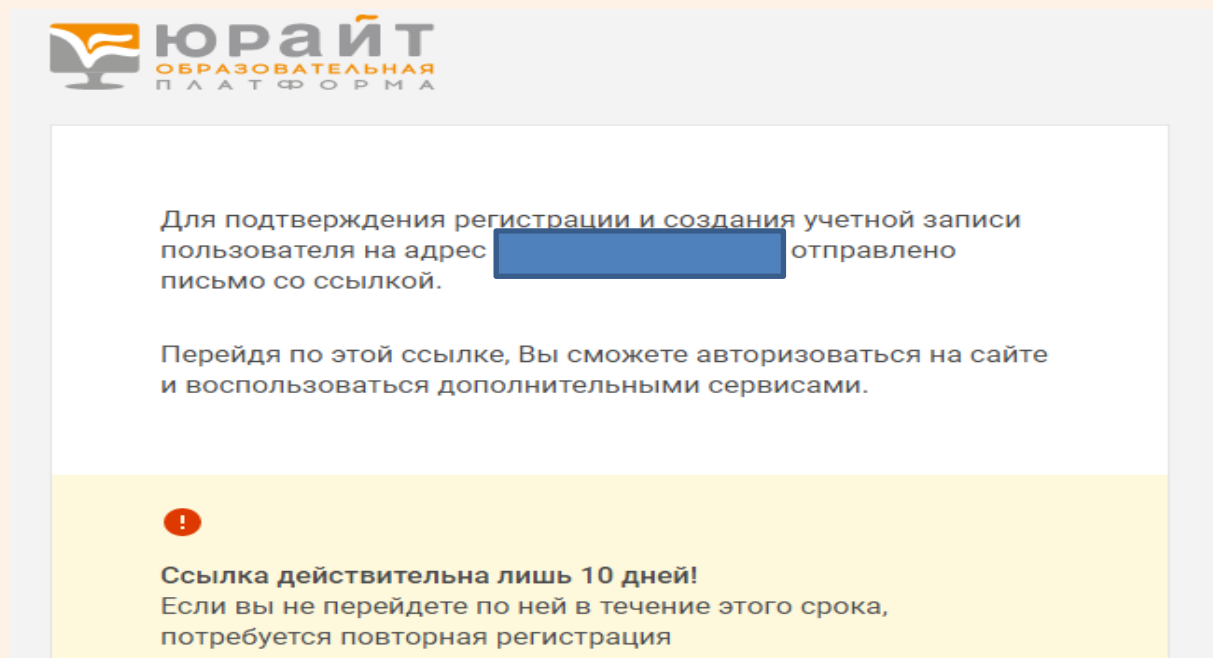 юрайт
ОБРАЗОВАТЕЛЬНАЯ
ПЛАТФОРМА
Для подтверждения регистрации и создания учетной записи
пользователя на адрес отправлено
письмо со ссылкой.
Перейдя по этой ссылке, Вы сможете авторизоваться на сайте
и воспользоваться дополнительными сервисами.
!
Ссылка действительна лишь 10 дней!
Если вы не перейдете по ней в течение этого срока,
потребуется повторная регистрация